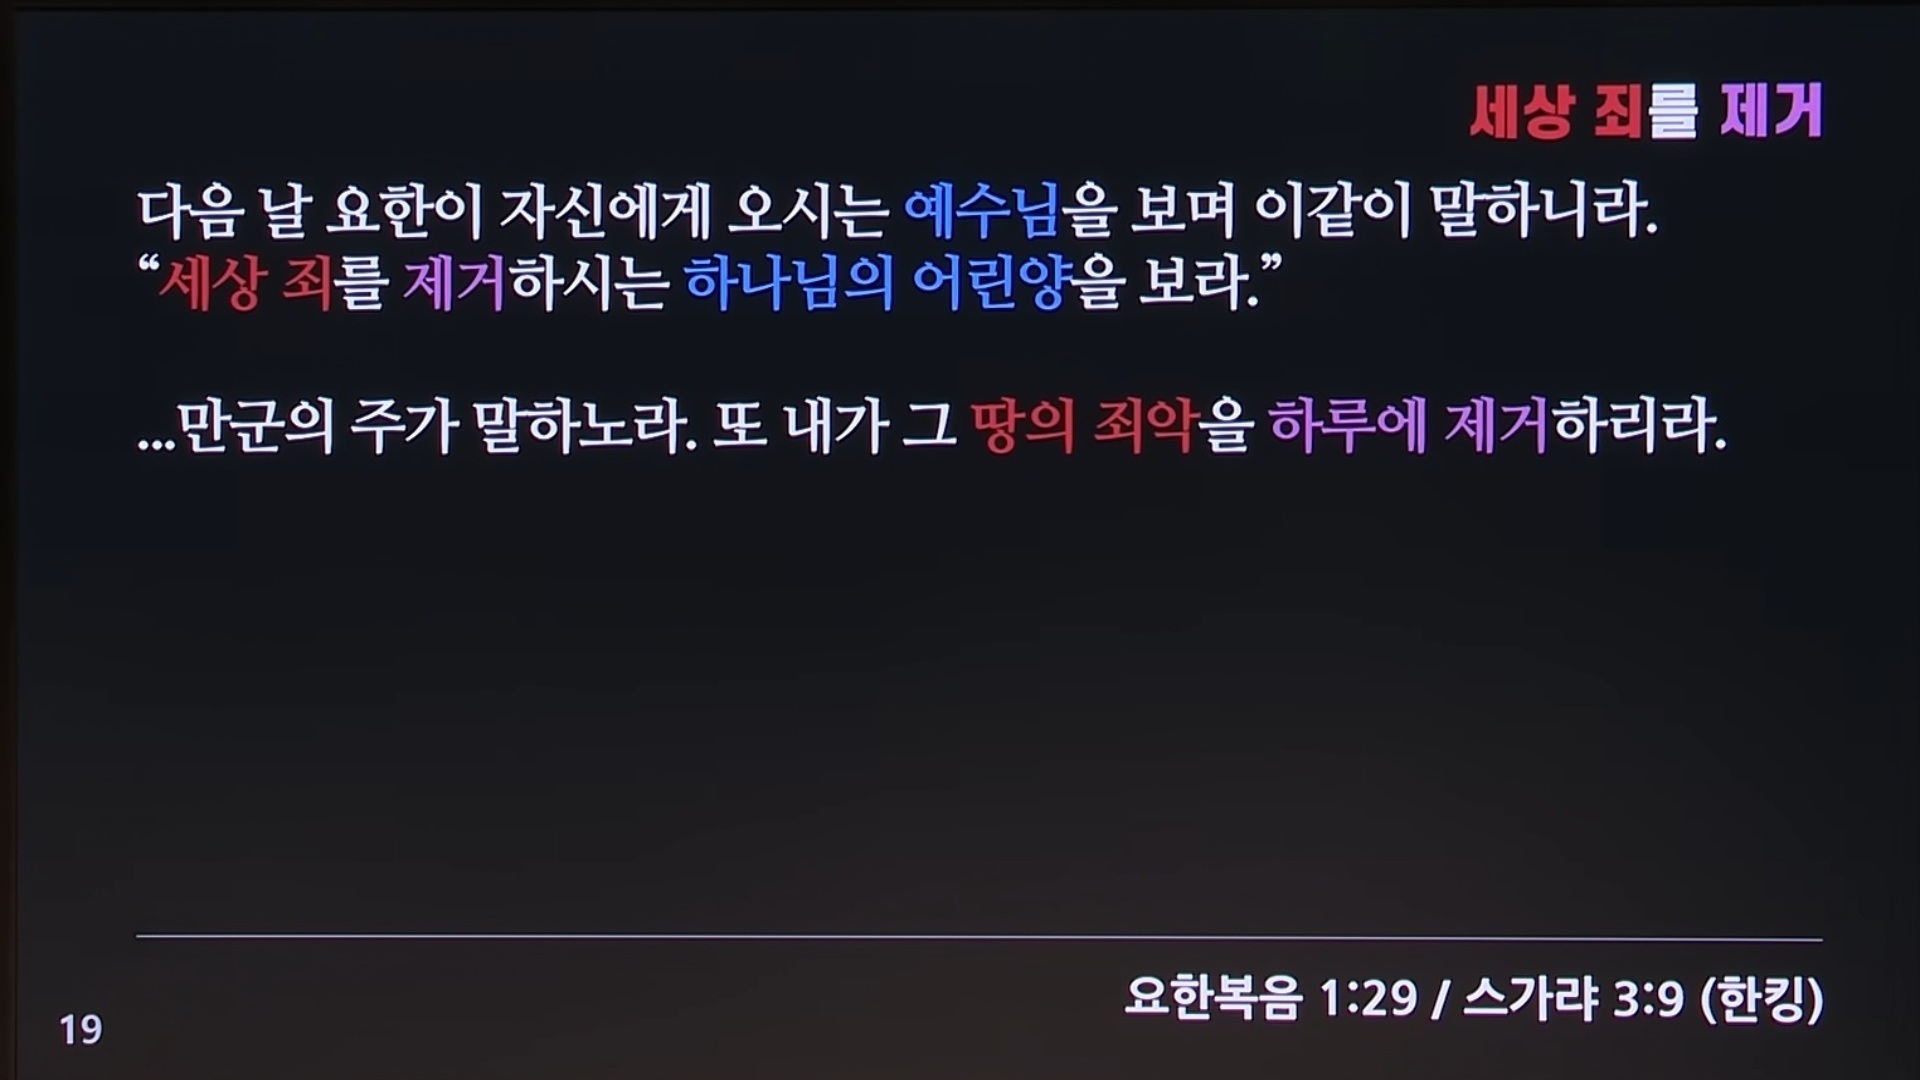 세상 죄를 제거
다음 날 요한이 자신에게 오시는 예수님을 보며 이같이 말하니라.
“세상 죄를 제거하시는 하나님의 어린양을 보라.”
...만군의 주가 말하노라. 또 내가 그 땅의 죄악을 하루에 제거하리라.
요한복음 1:29 / 스가랴 3:9 (한킹)
19